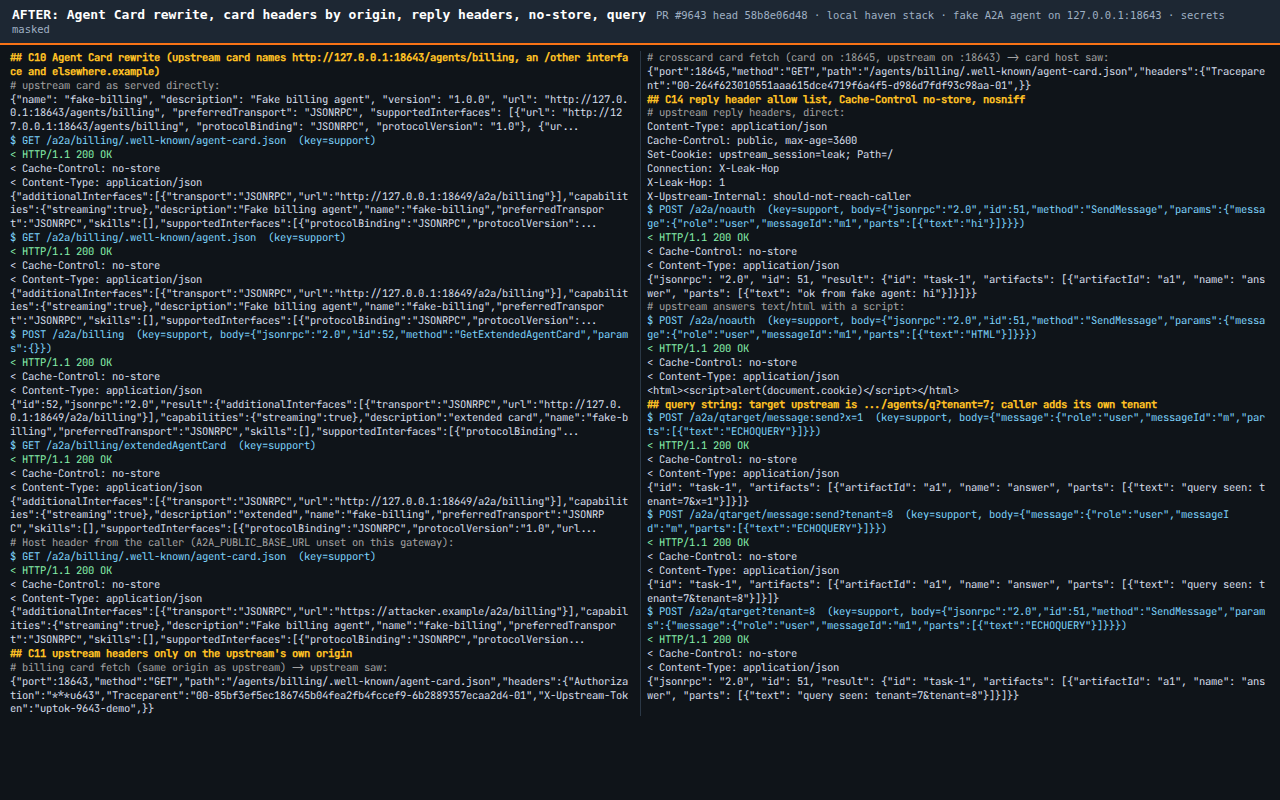 AFTER: Agent Card rewrite, card headers by origin, reply headers, no-store, query PR #9643 head 58b8e06d48 · local haven stack · fake A2A agent on 127.0.0.1:18643 · secrets
masked
## C10 Agent Card rewrite (upstream card names http://127.0.0.1:18643/agents/billing, an /other interfa
ce and elsewhere.example)
# upstream card as served directly:
{"name": "fake-billing", "description": "Fake billing agent", "version": "1.0.0", "url": "http://127.0.
0.1:18643/agents/billing", "preferredTransport": "JSONRPC", "supportedInterfaces": [{"url": "http://12
7.0.0.1:18643/agents/billing", "protocolBinding": "JSONRPC", "protocolVersion": "1.0"}, {"ur...
$ GET /a2a/billing/.well-known/agent-card.json (key=support)
< HTTP/1.1 200 OK
< Cache-Control: no-store
< Content-Type: application/json
{"additionalInterfaces":[{"transport":"JSONRPC","url":"http://127.0.0.1:18649/a2a/billing"}],"capabilit
ies":{"streaming":true},"description":"Fake billing agent","name":"fake-billing","preferredTranspor
t":"JSONRPC","skills":[],"supportedInterfaces":[{"protocolBinding":"JSONRPC","protocolVersion":...
$ GET /a2a/billing/.well-known/agent.json (key=support)
< HTTP/1.1 200 OK
< Cache-Control: no-store
< Content-Type: application/json
{"additionalInterfaces":[{"transport":"JSONRPC","url":"http://127.0.0.1:18649/a2a/billing"}],"capabilit
ies":{"streaming":true},"description":"Fake billing agent","name":"fake-billing","preferredTranspor
t":"JSONRPC","skills":[],"supportedInterfaces":[{"protocolBinding":"JSONRPC","protocolVersion":...
$ POST /a2a/billing (key=support, body={"jsonrpc":"2.0","id":52,"method":"GetExtendedAgentCard","param
s":{}})
< HTTP/1.1 200 OK
< Cache-Control: no-store
< Content-Type: application/json
{"id":52,"jsonrpc":"2.0","result":{"additionalInterfaces":[{"transport":"JSONRPC","url":"http://127.0.
0.1:18649/a2a/billing"}],"capabilities":{"streaming":true},"description":"extended card","name":"fake-b
illing","preferredTransport":"JSONRPC","skills":[],"supportedInterfaces":[{"protocolBinding"...
$ GET /a2a/billing/extendedAgentCard (key=support)
< HTTP/1.1 200 OK
< Cache-Control: no-store
< Content-Type: application/json
{"additionalInterfaces":[{"transport":"JSONRPC","url":"http://127.0.0.1:18649/a2a/billing"}],"capabilit
ies":{"streaming":true},"description":"extended","name":"fake-billing","preferredTransport":"JSONRP
C","skills":[],"supportedInterfaces":[{"protocolBinding":"JSONRPC","protocolVersion":"1.0","url...
# Host header from the caller (A2A_PUBLIC_BASE_URL unset on this gateway):
$ GET /a2a/billing/.well-known/agent-card.json (key=support)
< HTTP/1.1 200 OK
< Cache-Control: no-store
< Content-Type: application/json
{"additionalInterfaces":[{"transport":"JSONRPC","url":"https://attacker.example/a2a/billing"}],"capabil
ities":{"streaming":true},"description":"Fake billing agent","name":"fake-billing","preferredTranspor
t":"JSONRPC","skills":[],"supportedInterfaces":[{"protocolBinding":"JSONRPC","protocolVersion...
## C11 upstream headers only on the upstream's own origin
# billing card fetch (same origin as upstream) → upstream saw:
{"port":18643,"method":"GET","path":"/agents/billing/.well-known/agent-card.json","headers":{"Authoriza
tion":"***u643","Traceparent":"00-85bf3ef5ec186745b04fea2fb4fccef9-6b2889357ecaa2d4-01","X-Upstream-Tok
en":"uptok-9643-demo",}}
# crosscard card fetch (card on :18645, upstream on :18643) → card host saw:
{"port":18645,"method":"GET","path":"/agents/billing/.well-known/agent-card.json","headers":{"Tracepare
nt":"00-264f623010551aaa615dce4719f6a4f5-d986d7fdf93c98aa-01",}}
## C14 reply header allow list, Cache-Control no-store, nosniff
# upstream reply headers, direct:
Content-Type: application/json
Cache-Control: public, max-age=3600
Set-Cookie: upstream_session=leak; Path=/
Connection: X-Leak-Hop
X-Leak-Hop: 1
X-Upstream-Internal: should-not-reach-caller
$ POST /a2a/noauth (key=support, body={"jsonrpc":"2.0","id":51,"method":"SendMessage","params":{"messa
ge":{"role":"user","messageId":"m1","parts":[{"text":"hi"}]}}})
< HTTP/1.1 200 OK
< Cache-Control: no-store
< Content-Type: application/json
{"jsonrpc": "2.0", "id": 51, "result": {"id": "task-1", "artifacts": [{"artifactId": "a1", "name": "ans
wer", "parts": [{"text": "ok from fake agent: hi"}]}]}}
# upstream answers text/html with a script:
$ POST /a2a/noauth (key=support, body={"jsonrpc":"2.0","id":51,"method":"SendMessage","params":{"messa
ge":{"role":"user","messageId":"m1","parts":[{"text":"HTML"}]}}})
< HTTP/1.1 200 OK
< Cache-Control: no-store
< Content-Type: application/json
<html><script>alert(document.cookie)</script></html>
## query string: target upstream is .../agents/q?tenant=7; caller adds its own tenant
$ POST /a2a/qtarget/message:send?x=1 (key=support, body={"message":{"role":"user","messageId":"m","par
ts":[{"text":"ECHOQUERY"}]}})
< HTTP/1.1 200 OK
< Cache-Control: no-store
< Content-Type: application/json
{"id": "task-1", "artifacts": [{"artifactId": "a1", "name": "answer", "parts": [{"text": "query seen: t
enant=7&x=1"}]}]}
$ POST /a2a/qtarget/message:send?tenant=8 (key=support, body={"message":{"role":"user","messageI
d":"m","parts":[{"text":"ECHOQUERY"}]}})
< HTTP/1.1 200 OK
< Cache-Control: no-store
< Content-Type: application/json
{"id": "task-1", "artifacts": [{"artifactId": "a1", "name": "answer", "parts": [{"text": "query seen: t
enant=7&tenant=8"}]}]}
$ POST /a2a/qtarget?tenant=8 (key=support, body={"jsonrpc":"2.0","id":51,"method":"SendMessage","param
s":{"message":{"role":"user","messageId":"m1","parts":[{"text":"ECHOQUERY"}]}}})
< HTTP/1.1 200 OK
< Cache-Control: no-store
< Content-Type: application/json
{"jsonrpc": "2.0", "id": 51, "result": {"id": "task-1", "artifacts": [{"artifactId": "a1", "name": "ans
wer", "parts": [{"text": "query seen: tenant=7&tenant=8"}]}]}}